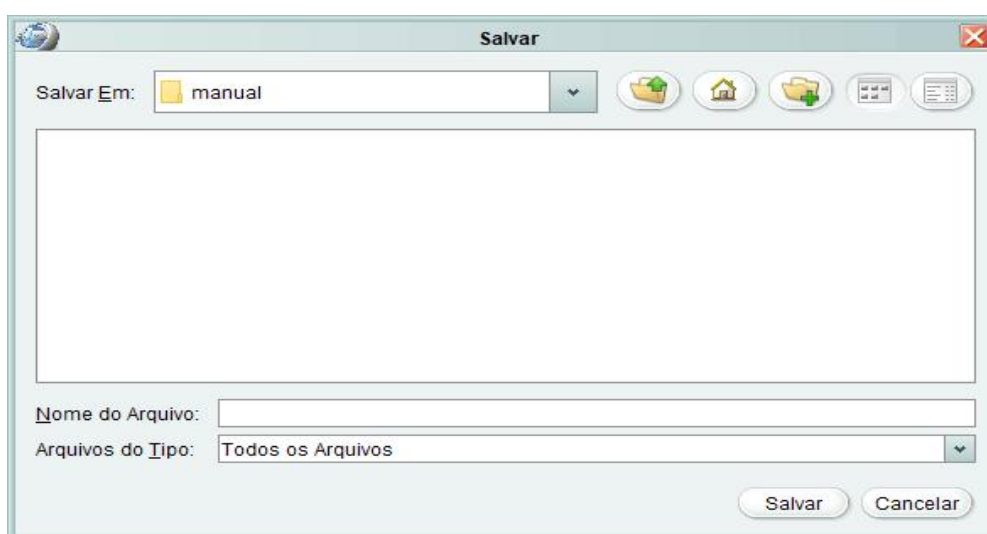 Salvar
Salvar Em: manual
Nome do Arquivo:
Arquivos do Tipo: Todos os Arquivos
Salvar Cancelar